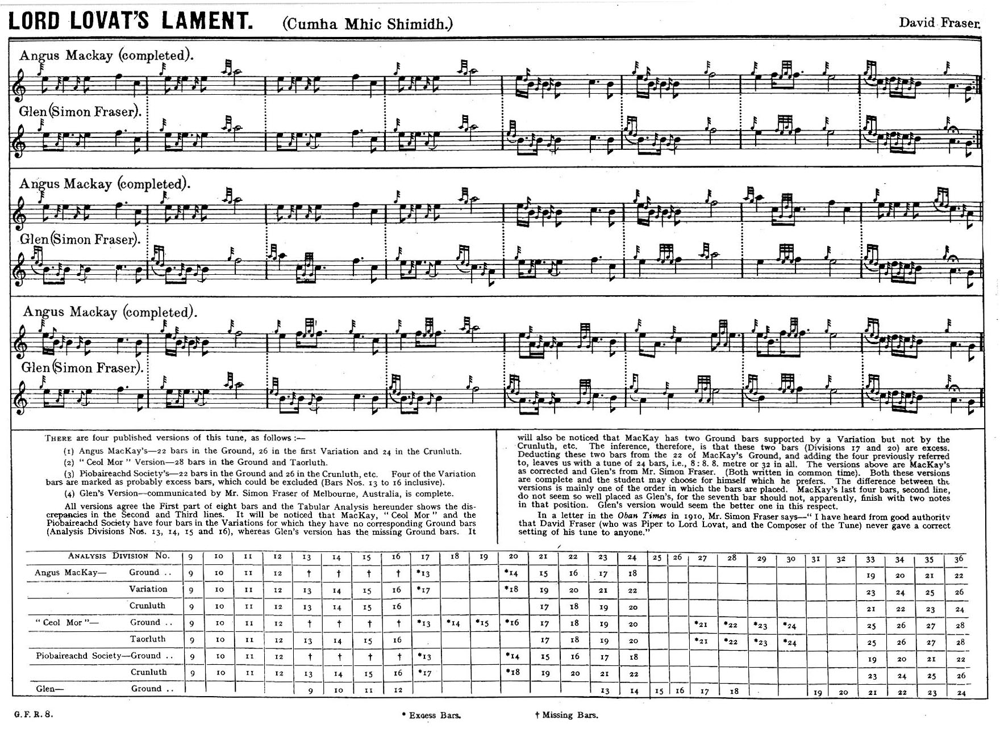 LORD LOVAT'S LAMENT. (Cumha Mhic Shimidh.) David Fraser.
Angus Mackay (completed).
Glen (Simon Fraser).
Angus Mackay (completed).
Glen (Simon Fraser).
Angus Mackay (completed).
Glen (Simon Fraser).
THERE are four published versions of this tune, as follows :—
(1) Angus MacKay's—22 bars in the Ground, 26 in the first Variation and 24 in the Crunluth.
(2) "Ceol Mor" Version—28 bars in the Ground and Taorluth.
(3) Piobaireachd Society's—22 bars in the Ground and 26 in the Crunluth, etc. Four of the Variation
bars are marked as probably excess bars, which could be excluded (Bars Nos. 13 to 16 inclusive).
(4) Glen's Version—communicated by Mr. Simon Fraser of Melbourne, Australia, is complete.
All versions agree the First part of eight bars and the Tabular Analysis hereunder shows the dis-
crepancies in the Second and Third lines. It will be noticed that MacKay, "Ceol Mor" and the
Piobaireachd Society have four bars in the Variations for which they have no corresponding Ground bars
(Analysis Divisions Nos. 13, 14, 15 and 16), whereas Glen's version has the missing Ground bars. It
will also be noticed that MacKay has two Ground bars supported by a Variation but not by the
Crunluth, etc. The inference, therefore, is that these two bars (Divisions 17 and 20) are excess.
Deducting these two bars from the 22 of MacKay's Ground, and adding the four previously referred
to, leaves us with a tune of 24 bars, i.e., 8 : 8. 8. metre or 32 in all. The versions above are MacKay's
as corrected and Glen's from Mr. Simon Fraser. (Both written in common time). Both these versions
are complete and the student may choose for himself which he prefers. The difference between the
versions is mainly one of the order in which the bars are placed. MacKay's last four bars, second line,
do not seem so well placed as Glen's, for the seventh bar should not, apparently, finish with two notes
in that position. Glen's version would seem the better one in this respect.
In a letter in the Oban Times in 1910, Mr. Simon Fraser says—"I have heard from good authority
that David Fraser (who was Piper to Lord Lovat, and the Composer of the Tune) never gave a correct
setting of his tune to anyone."
ANALYSIS DIVISION NO. 9 10 11 12 13 14 15 16 17 18 19 20 21 22 23 24 25 26 27 28 29 30 31 32 33 34 35 36
Angus MacKay— Ground .. 9 10 11 12 † † † † *13 *14 15 16 17 18 19 20 21 22
Variation 9 10 11 12 13 14 15 16 *17 *18 19 20 21 22 23 24 25 26
Crunluth 9 10 11 12 13 14 15 16 17 18 19 20 21 22 23 24
"Ceol Mor"— Ground .. 9 10 11 12 † † † † *13 *14 *15 *16 17 18 19 20 *21 *22 *23 *24 25 26 27 28
Taorluth 9 10 11 12 13 14 15 16 17 18 19 20 *21 *22 *23 *24 25 26 27 28
Piobaireachd Society—Ground .. 9 10 11 12 † † † † *13 *14 15 16 17 18 19 20 21 22
Crunluth 9 10 11 12 13 14 15 16 *17 *18 19 20 21 22 23 24 25 26
Glen— Ground .. 9 10 11 12 13 14 15 16 17 18 19 20 21 22 23 24
G.F.R.8. * Excess Bars. † Missing Bars.